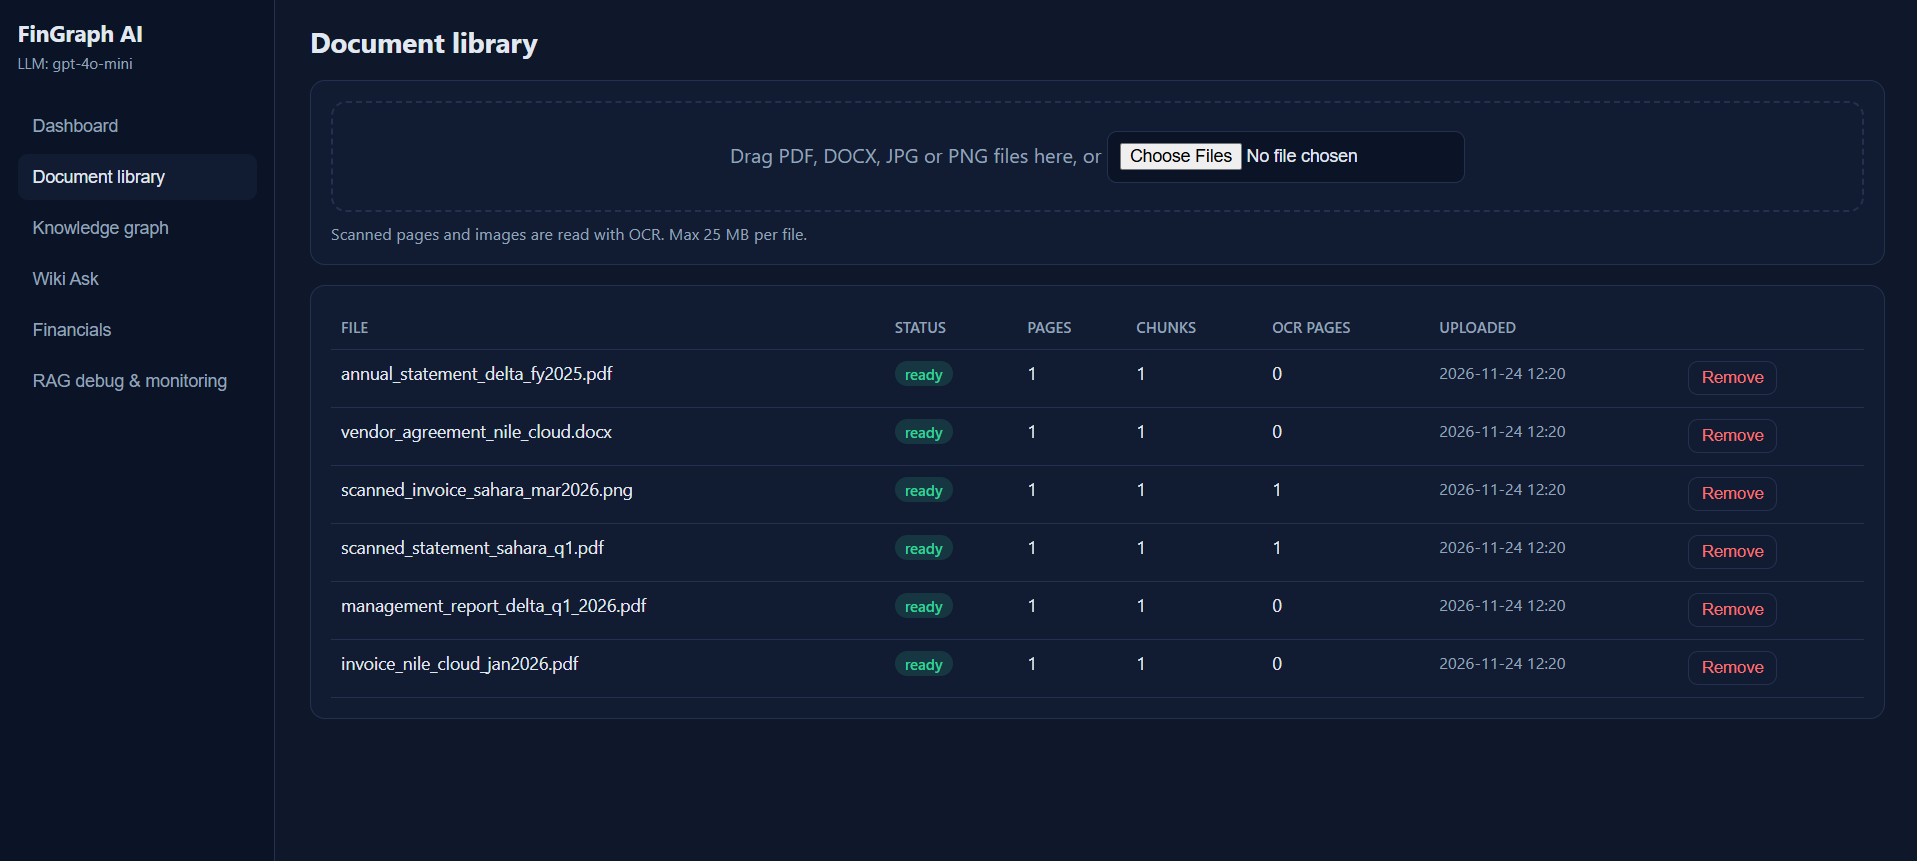 FinGraph AI
LLM: gpt-4o-mini
Dashboard
Document library
Knowledge graph
Wiki Ask
Financials
RAG debug & monitoring
Document library
Drag PDF, DOCX, JPG or PNG files here, or Choose Files No file chosen
Scanned pages and images are read with OCR. Max 25 MB per file.
FILE STATUS PAGES CHUNKS OCR PAGES UPLOADED
annual_statement_delta_fy2025.pdf ready 1 1 0 2026-11-24 12:20 Remove
vendor_agreement_nile_cloud.docx ready 1 1 0 2026-11-24 12:20 Remove
scanned_invoice_sahara_mar2026.png ready 1 1 1 2026-11-24 12:20 Remove
scanned_statement_sahara_q1.pdf ready 1 1 1 2026-11-24 12:20 Remove
management_report_delta_q1_2026.pdf ready 1 1 0 2026-11-24 12:20 Remove
invoice_nile_cloud_jan2026.pdf ready 1 1 0 2026-11-24 12:20 Remove